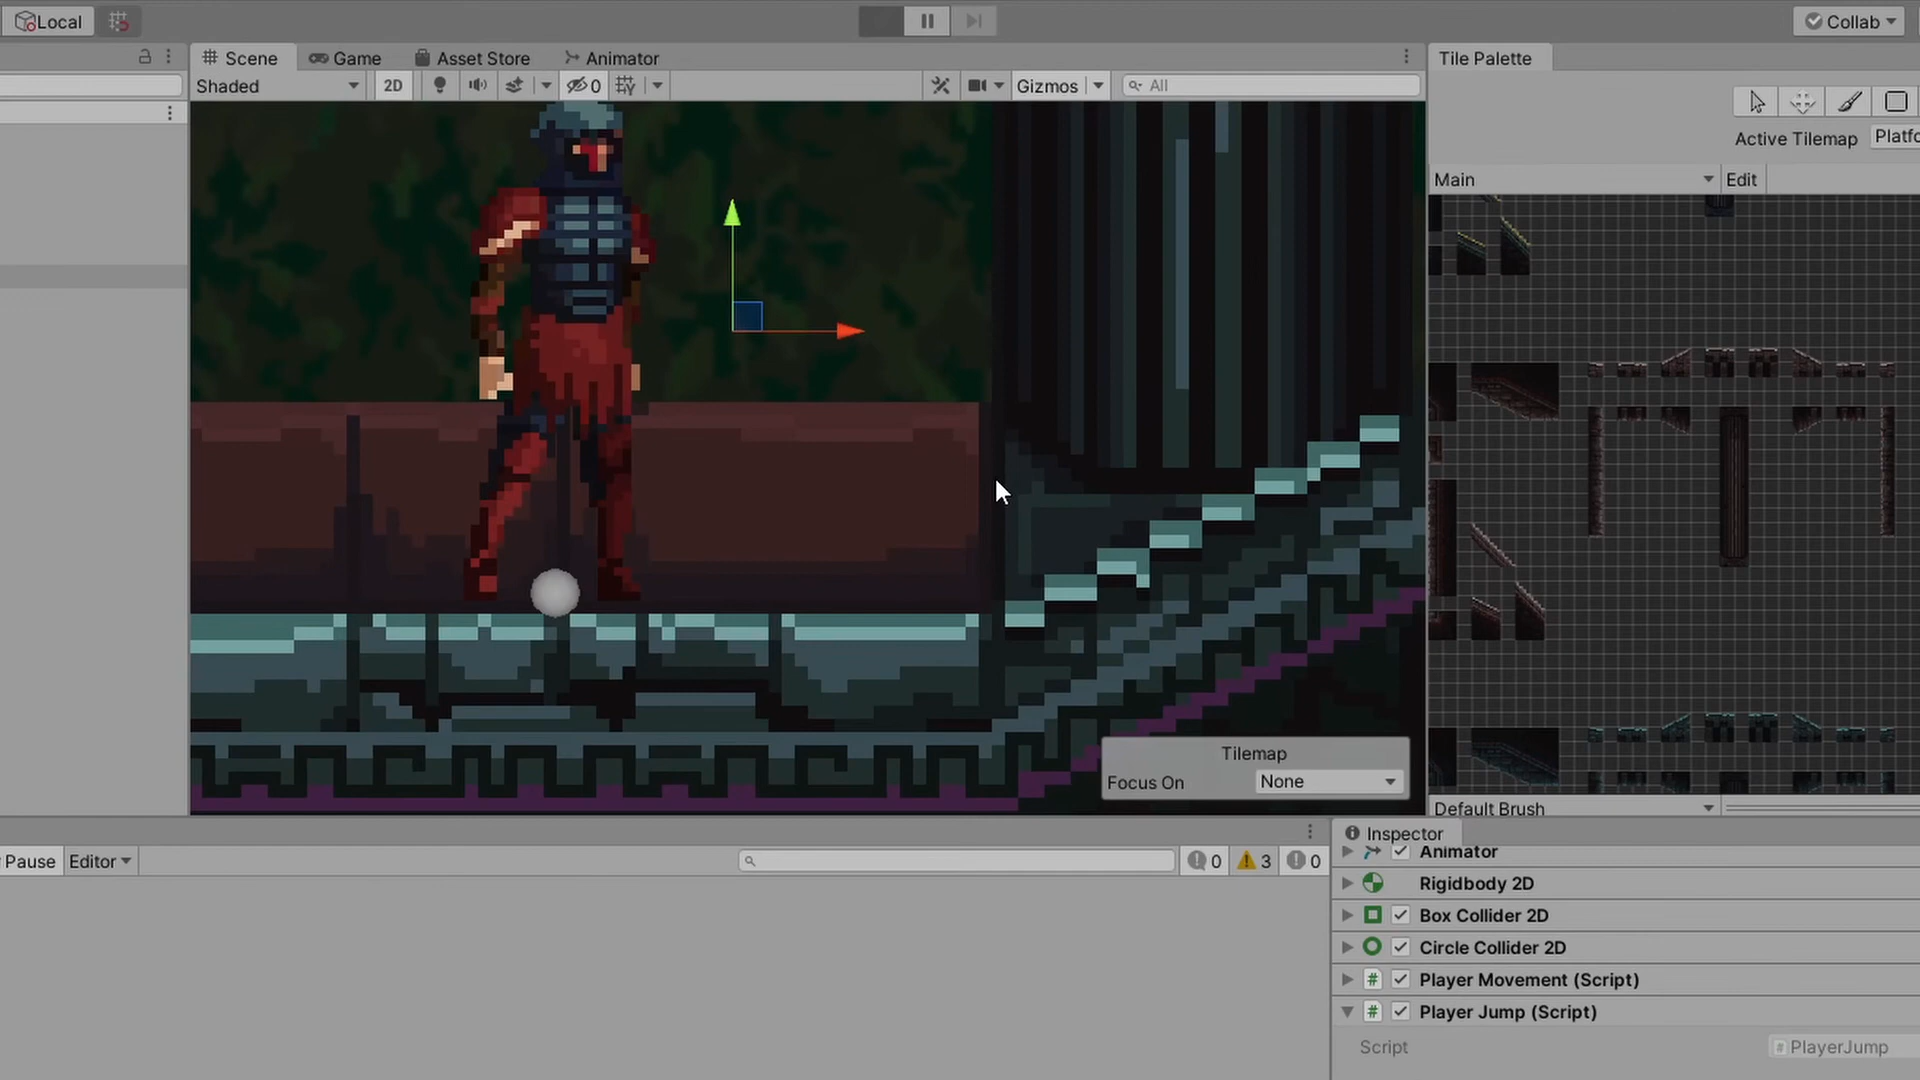 Local
Collab
Scene
Game
Asset Store
Animator
Tile Palette
Shaded
2D
0
Gizmos
All
Active Tilemap
Platfo
Main
Edit
Tilemap
Focus On
None
Default Brush
Inspector
Pause
Editor
0
3
0
Animator
Rigidbody 2D
Box Collider 2D
Circle Collider 2D
# Player Movement (Script)
# Player Jump (Script)
Script
# PlayerJump